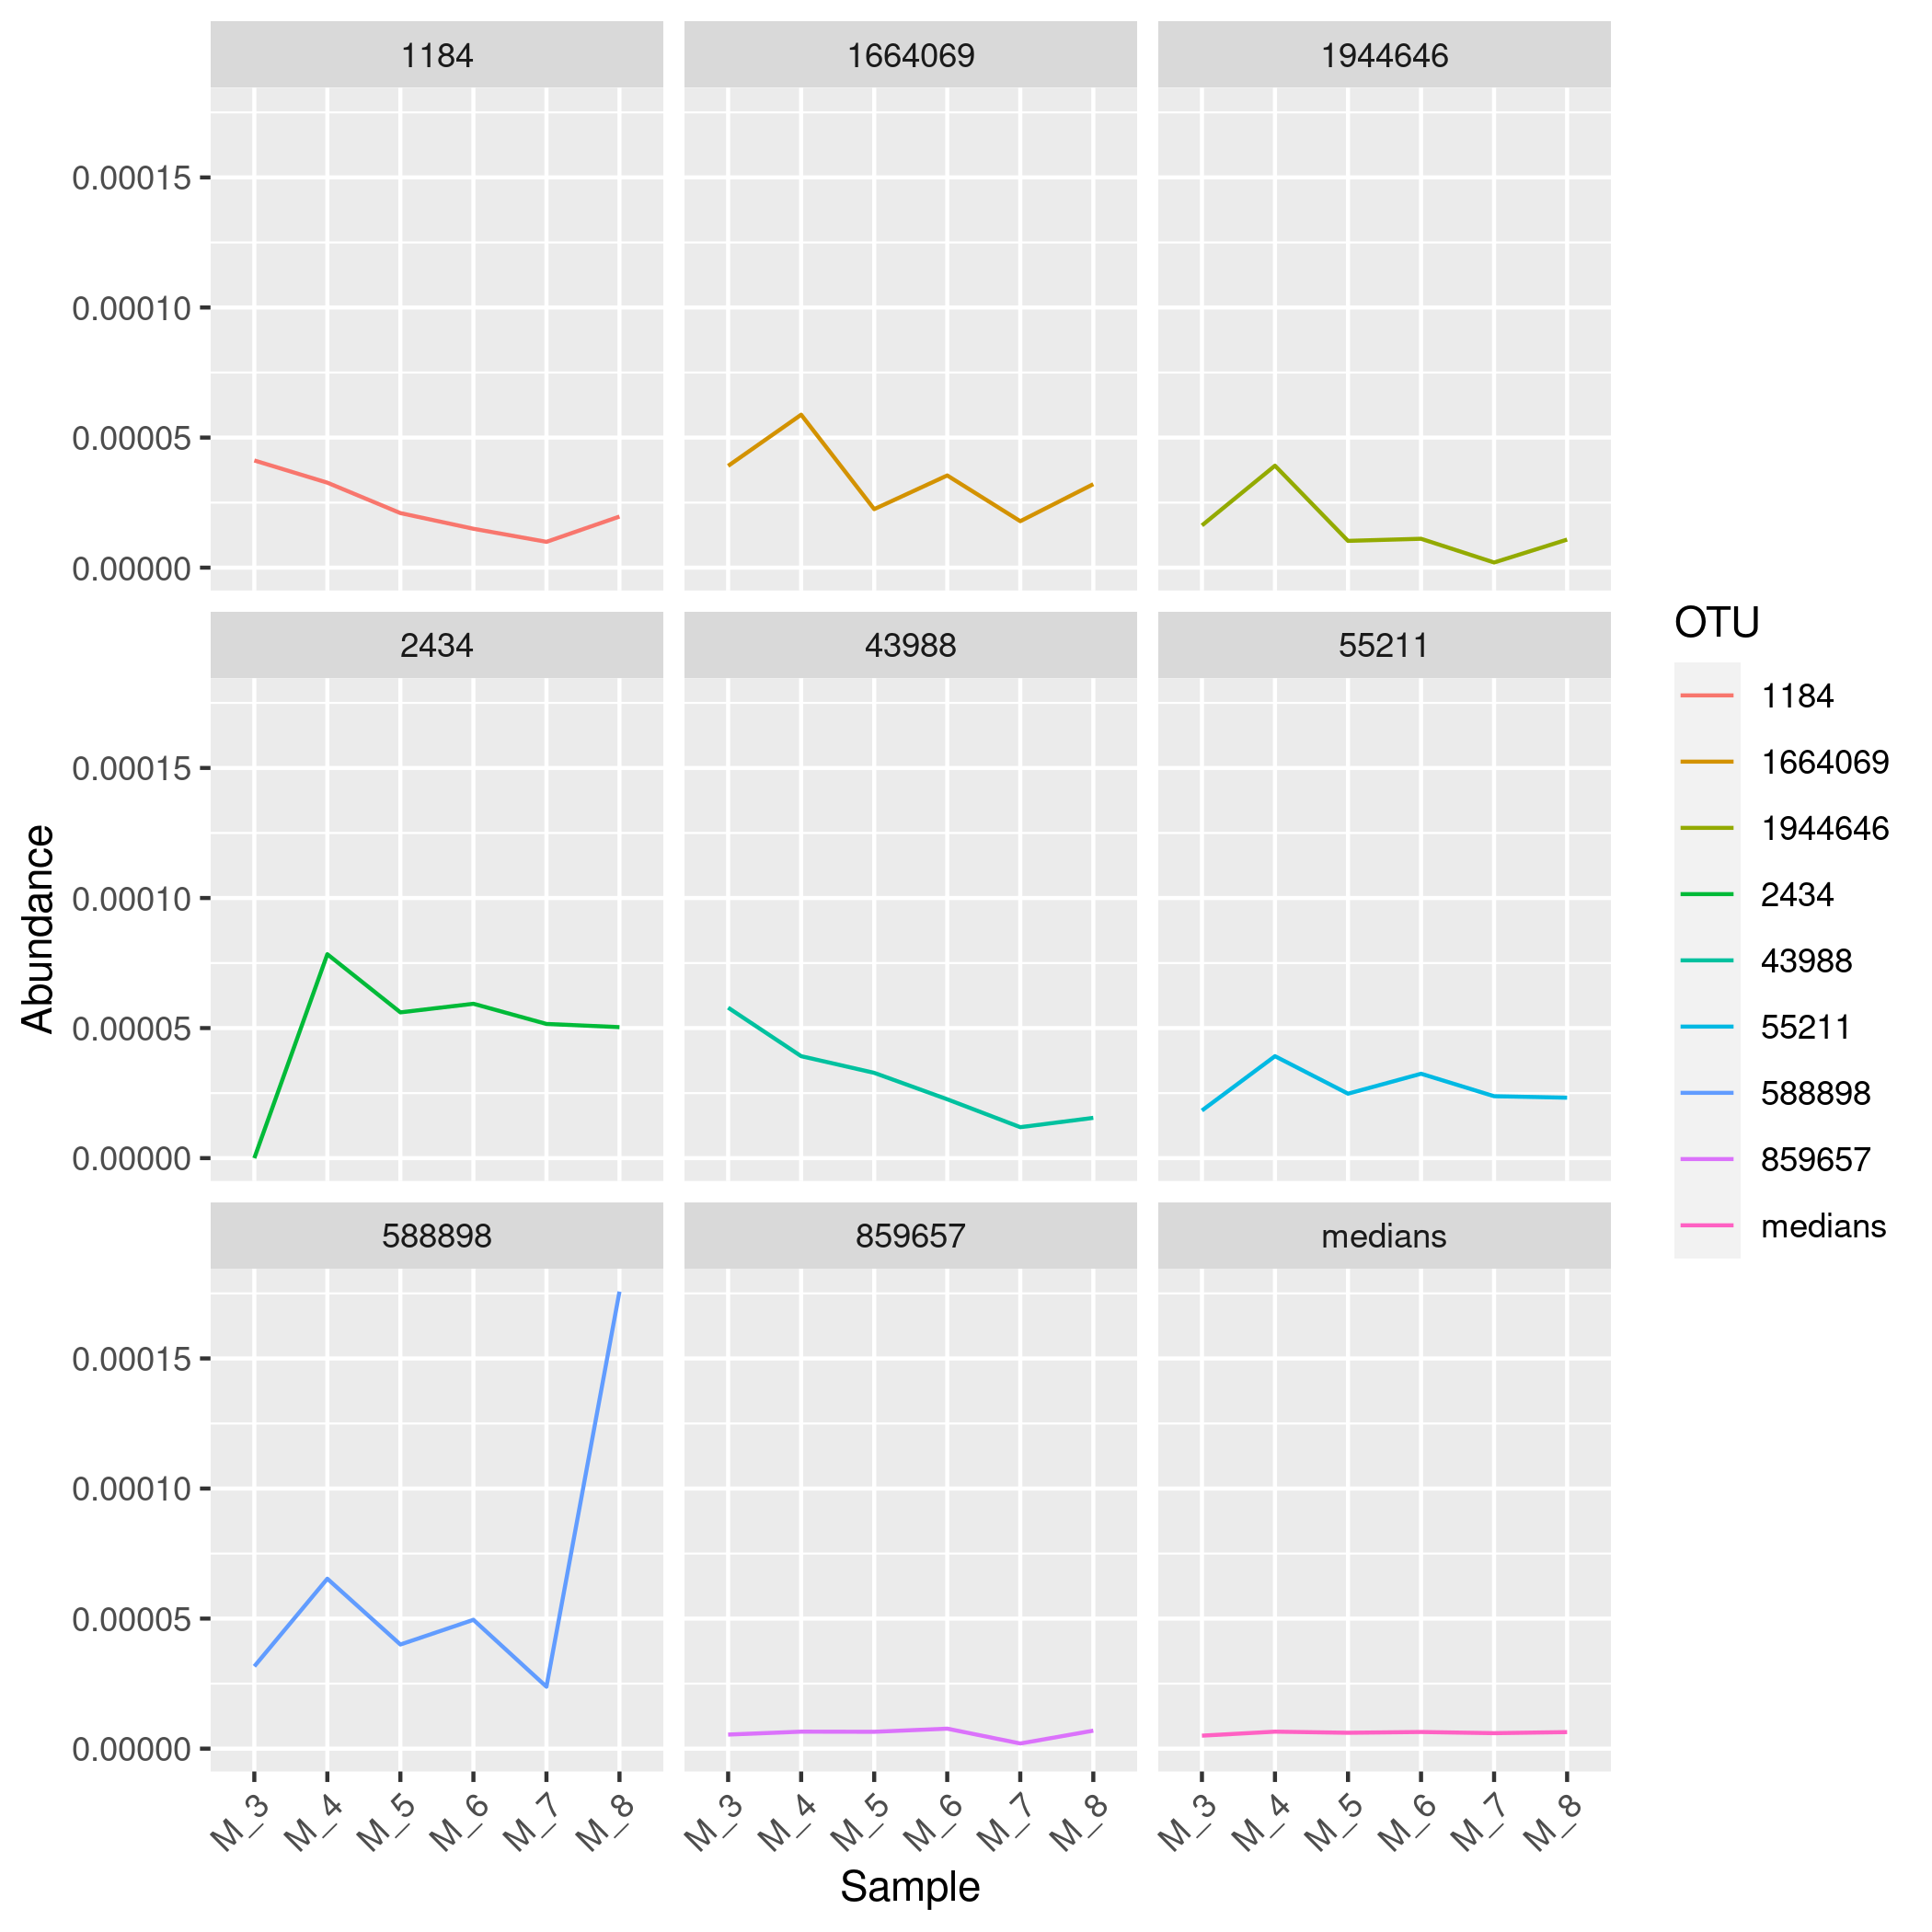 1184 1664069 1944646
0.00015
0.00010
0.00005
0.00000
2434 43988 55211
0.00015
0.00010
0.00005
0.00000
588898 859657 medians
0.00015
0.00010
0.00005
0.00000
M_3 M_4 M_5 M_6 M_7 M_8 M_3 M_4 M_5 M_6 M_7 M_8 M_3 M_4 M_5 M_6 M_7 M_8
Sample
Abundance
OTU
1184
1664069
1944646
2434
43988
55211
588898
859657
medians